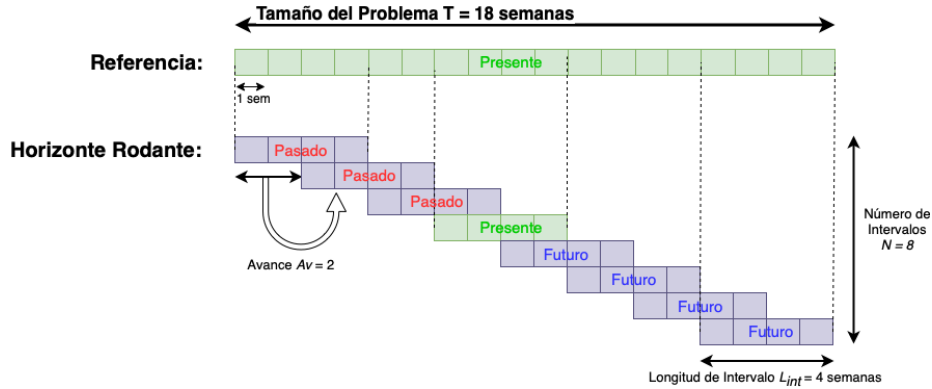 Tamaño del Problema T = 18 semanas
Referencia:
Presente
1 sem
Horizonte Rodante:
Pasado
Pasado
Pasado
Presente
Futuro
Futuro
Futuro
Futuro
Avance Av = 2
Número de
Intervalos
N = 8
Longitud de Intervalo Lint = 4 semanas